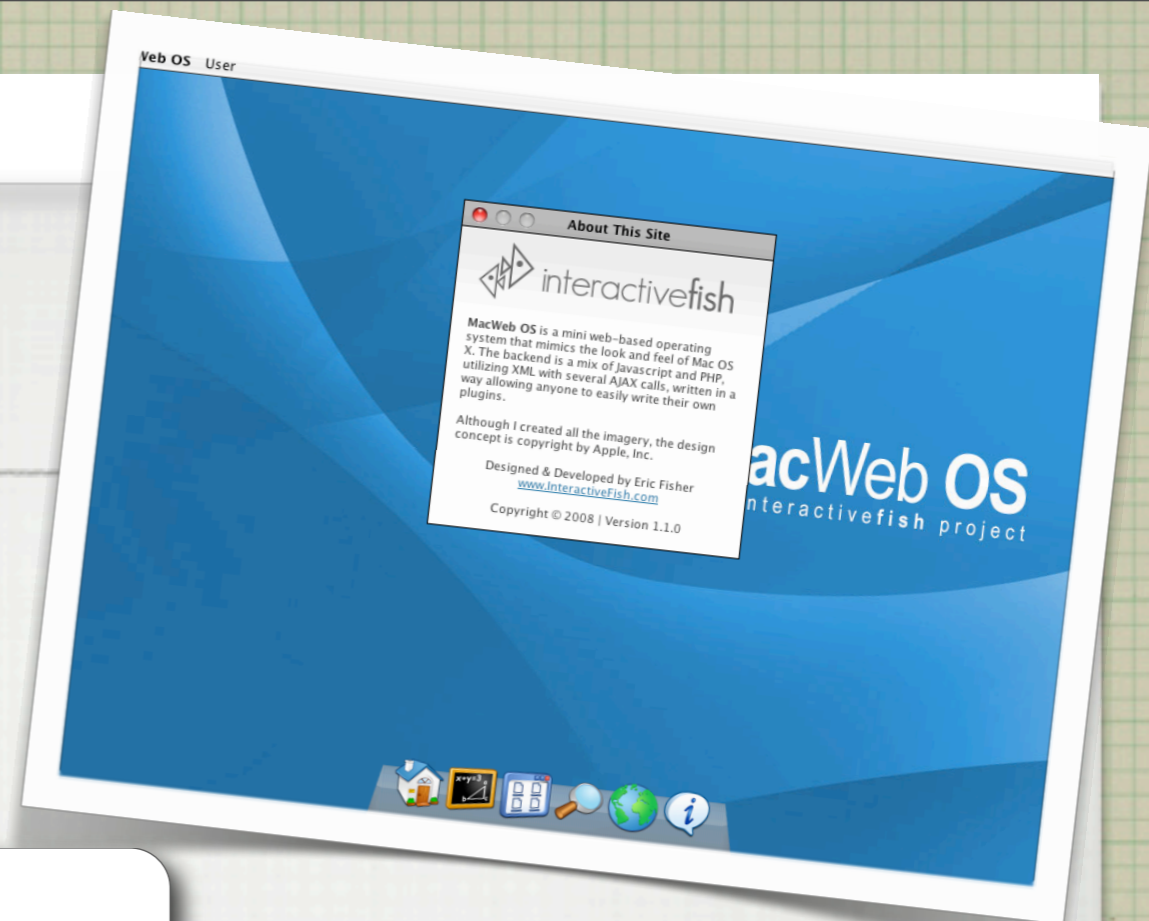 Web OS User
About This Site
interactivefish
MacWeb OS is a mini web-based operating
system that mimics the look and feel of Mac OS
X. The backend is a mix of Javascript and PHP,
utilizing XML with several AJAX calls, written in a
way allowing anyone to easily write their own
plugins.
Although I created all the imagery, the design
concept is copyright by Apple, Inc.
Designed & Developed by Eric Fisher
www.InteractiveFish.com
Copyright © 2008 | Version 1.1.0
acWeb OS
nteractivefish project
x+y=3